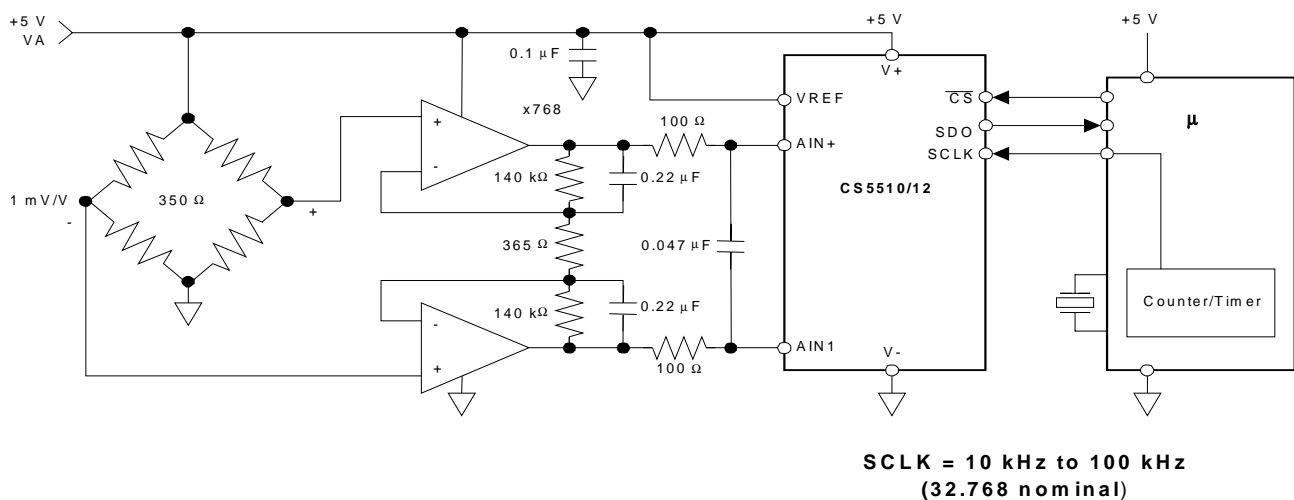 +5 V
VA
+5 V
+5 V
0.1 µF
V+
x768
VREF
CS
SDO
SCLK
µ
+
-
100 Ω
AIN+
140 kΩ
0.22 µF
CS5510/12
1 mV/V
-
350 Ω
+
365 Ω
0.047 µF
Counter/Timer
140 kΩ
0.22 µF
-
+
100 Ω
AIN1
V-
SCLK = 10 kHz to 100 kHz
(32.768 nominal)